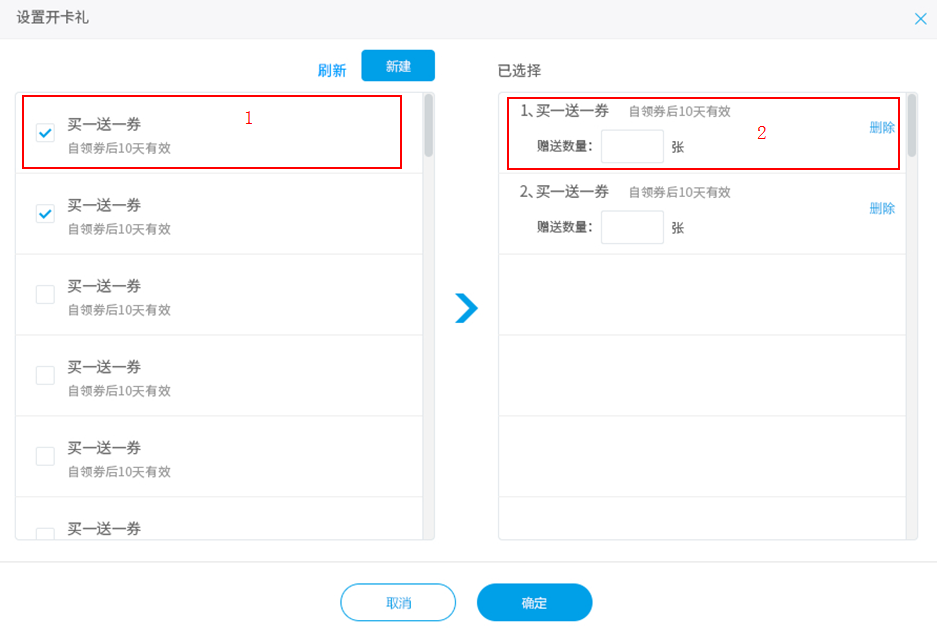 设置开卡礼
刷新
新建
已选择
买一送一券
自领券后10天有效
1
买一送一券
自领券后10天有效
买一送一券
自领券后10天有效
买一送一券
自领券后10天有效
买一送一券
自领券后10天有效
买一送一券
1、买一送一券 自领券后10天有效
2
删除
赠送数量: 张
2、买一送一券 自领券后10天有效
删除
赠送数量: 张
取消
确定